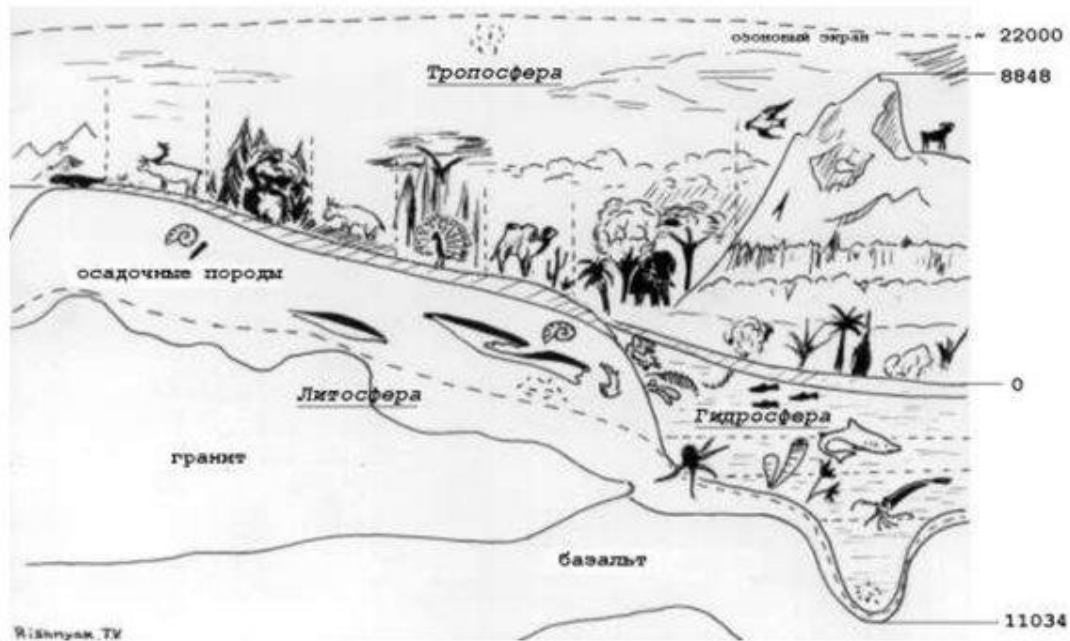 озоновый экран
~ 22000
8848
Тропосфера
осадочные породы
0
Литосфера
Гидросфера
гранит
базальт
11034
Rishnyak TV